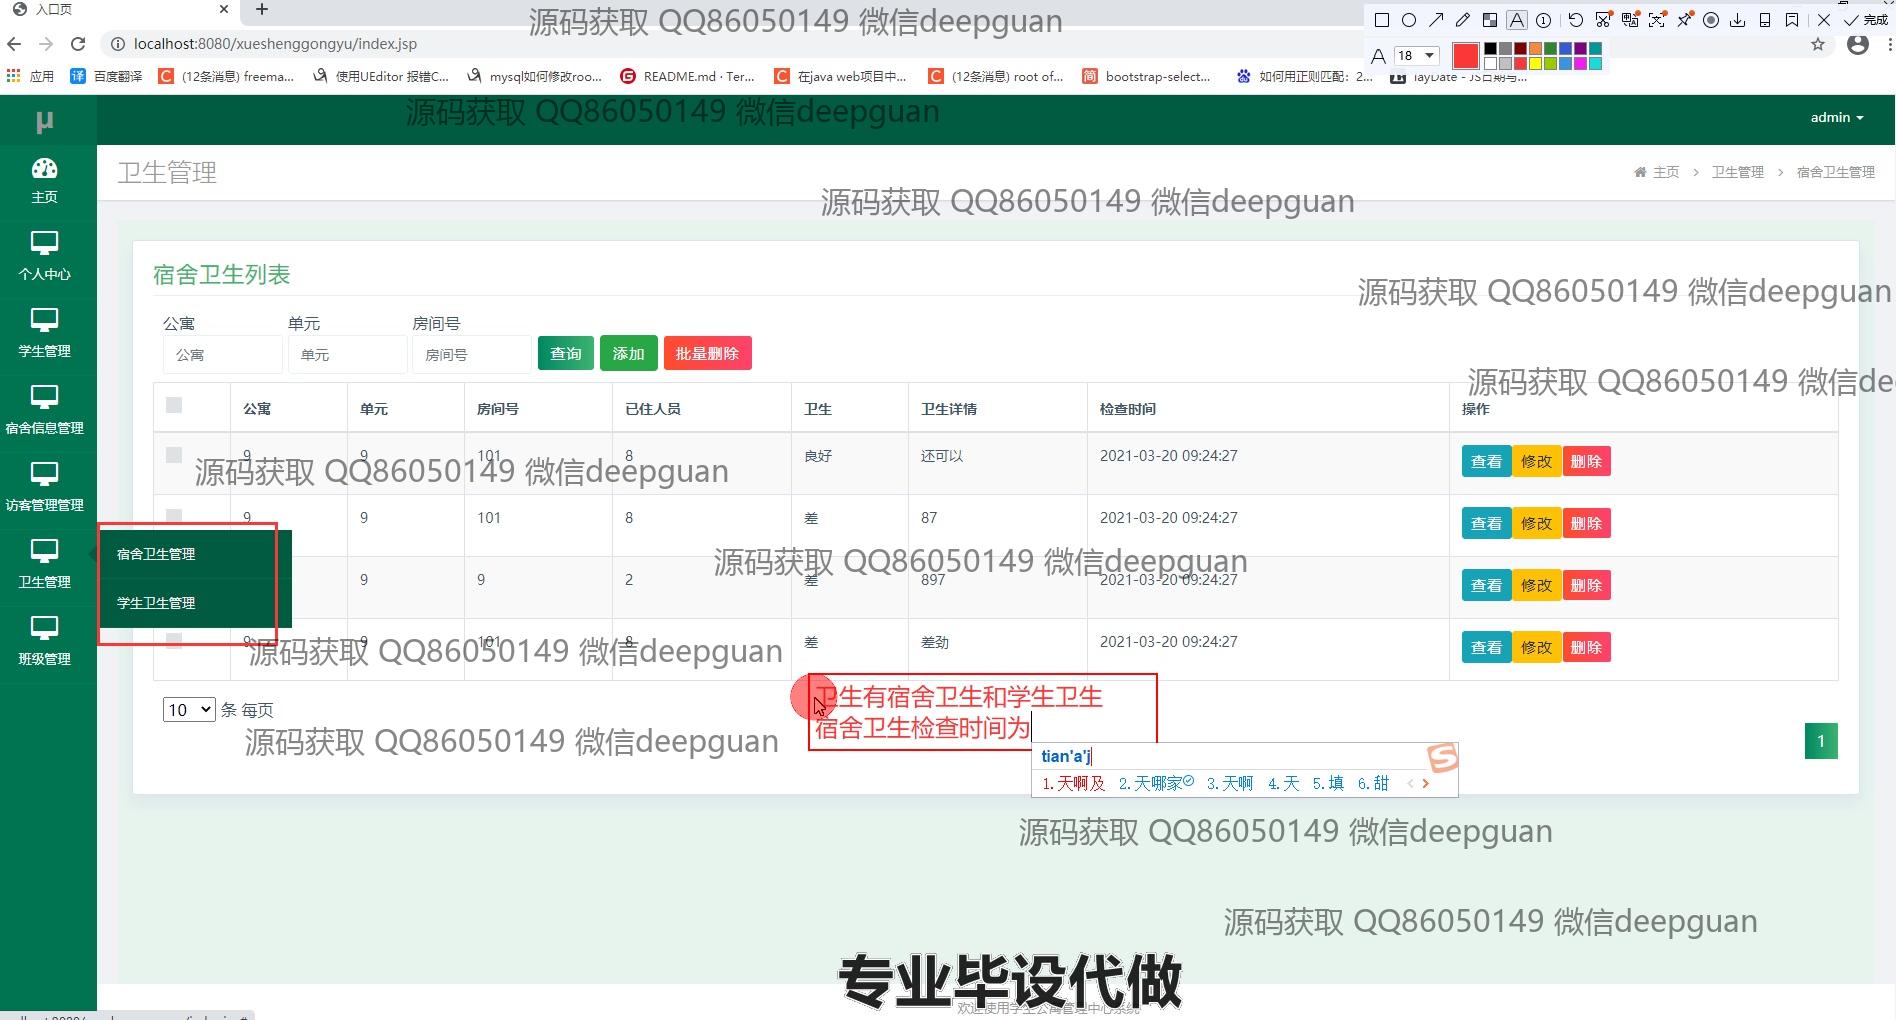 入口页
源码获取 QQ86050149 微信deepguan
完成
localhost:8080/xueshenggongyu/index.jsp
18
应用 百度翻译 (12条消息) freema... 使用UEditor 报错C... mysql如何修改roo... README.md · Ter... 在java web项目中... (12条消息) root of... bootstrap-select... 如何用正则匹配：2... layDate - JS日期与...
源码获取 QQ86050149 微信deepguan
μ
admin
主页
卫生管理
主页 > 卫生管理 > 宿舍卫生管理
源码获取 QQ86050149 微信deepguan
个人中心
宿舍卫生列表
源码获取 QQ86050149 微信deepguan
公寓 单元 房间号
学生管理
公寓 单元 房间号 查询 添加 批量删除
源码获取 QQ86050149 微信de
公寓 单元 房间号 已住人员 卫生 卫生详情 检查时间 操作
宿舍信息管理
9 9 101 8 良好 还可以 2021-03-20 09:24:27 查看 修改 删除
源码获取 QQ86050149 微信deepguan
访客管理管理
9 9 101 8 差 87 2021-03-20 09:24:27 查看 修改 删除
宿舍卫生管理
源码获取 QQ86050149 微信deepguan
卫生管理
9 9 2 差 897 2021-03-20 09:24:27 查看 修改 删除
学生卫生管理
9 9 101 8 差 差劲 2021-03-20 09:24:27 查看 修改 删除
源码获取 QQ86050149 微信deepguan
班级管理
卫生有宿舍卫生和学生卫生
宿舍卫生检查时间为
10 条 每页
源码获取 QQ86050149 微信deepguan
1
tian'a'j
1.天啊及 2.天哪家 3.天啊 4.天 5.填 6.甜
源码获取 QQ86050149 微信deepguan
源码获取 QQ86050149 微信deepguan
专业毕设代做
欢迎使用学生公寓管理中心系统